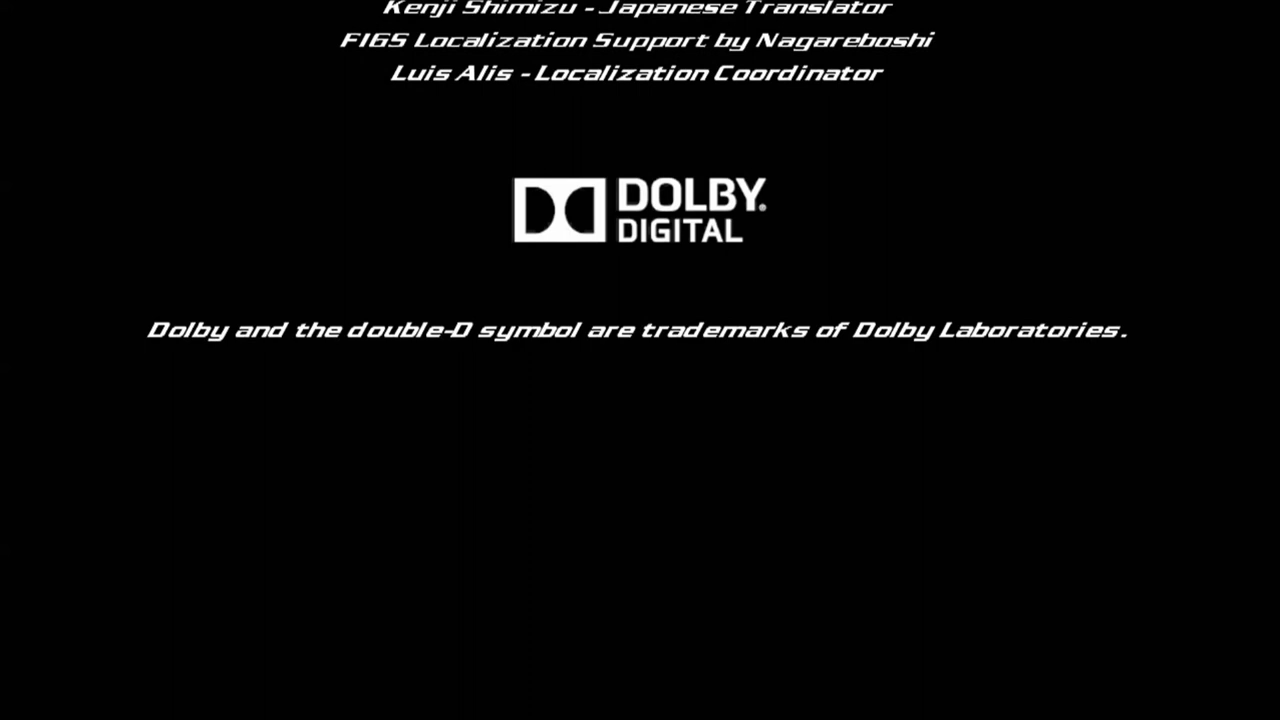 Kenji Shimizu - Japanese Translator
FIGS Localization Support by Nagareboshi
Luis Alis - Localization Coordinator
DOLBY®
DIGITAL
Dolby and the double-D symbol are trademarks of Dolby Laboratories.